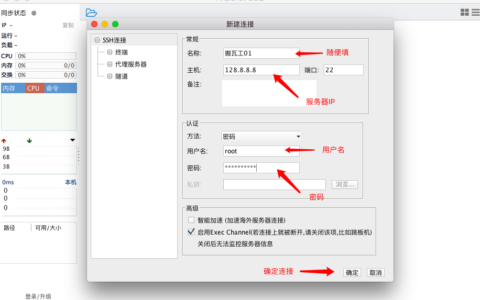 同步状态
IP - 复制
运行 -
负载 -
CPU 0%
内存 0% 0/0
交换 0% 0/0
内存 CPU 命令
9B
6B
3B
0ms 本机
0
0
0
路径 可用/大小
登录/升级
新建连接
SSH连接
终端
代理服务器
隧道
常规
名称: 搬瓦工01 随便填
主机: 128.8.8.8 端口: 22
备注:
服务器IP
认证
方法: 密码
用户名: root 用户名
密码: **********
私钥: 浏览...
密码
高级
智能加速 (加速海外服务器连接)
启用Exec Channel(若连接上就被断开,请关闭该项,比如跳板机)
关闭后无法监控服务器信息
确定连接 确定 取消